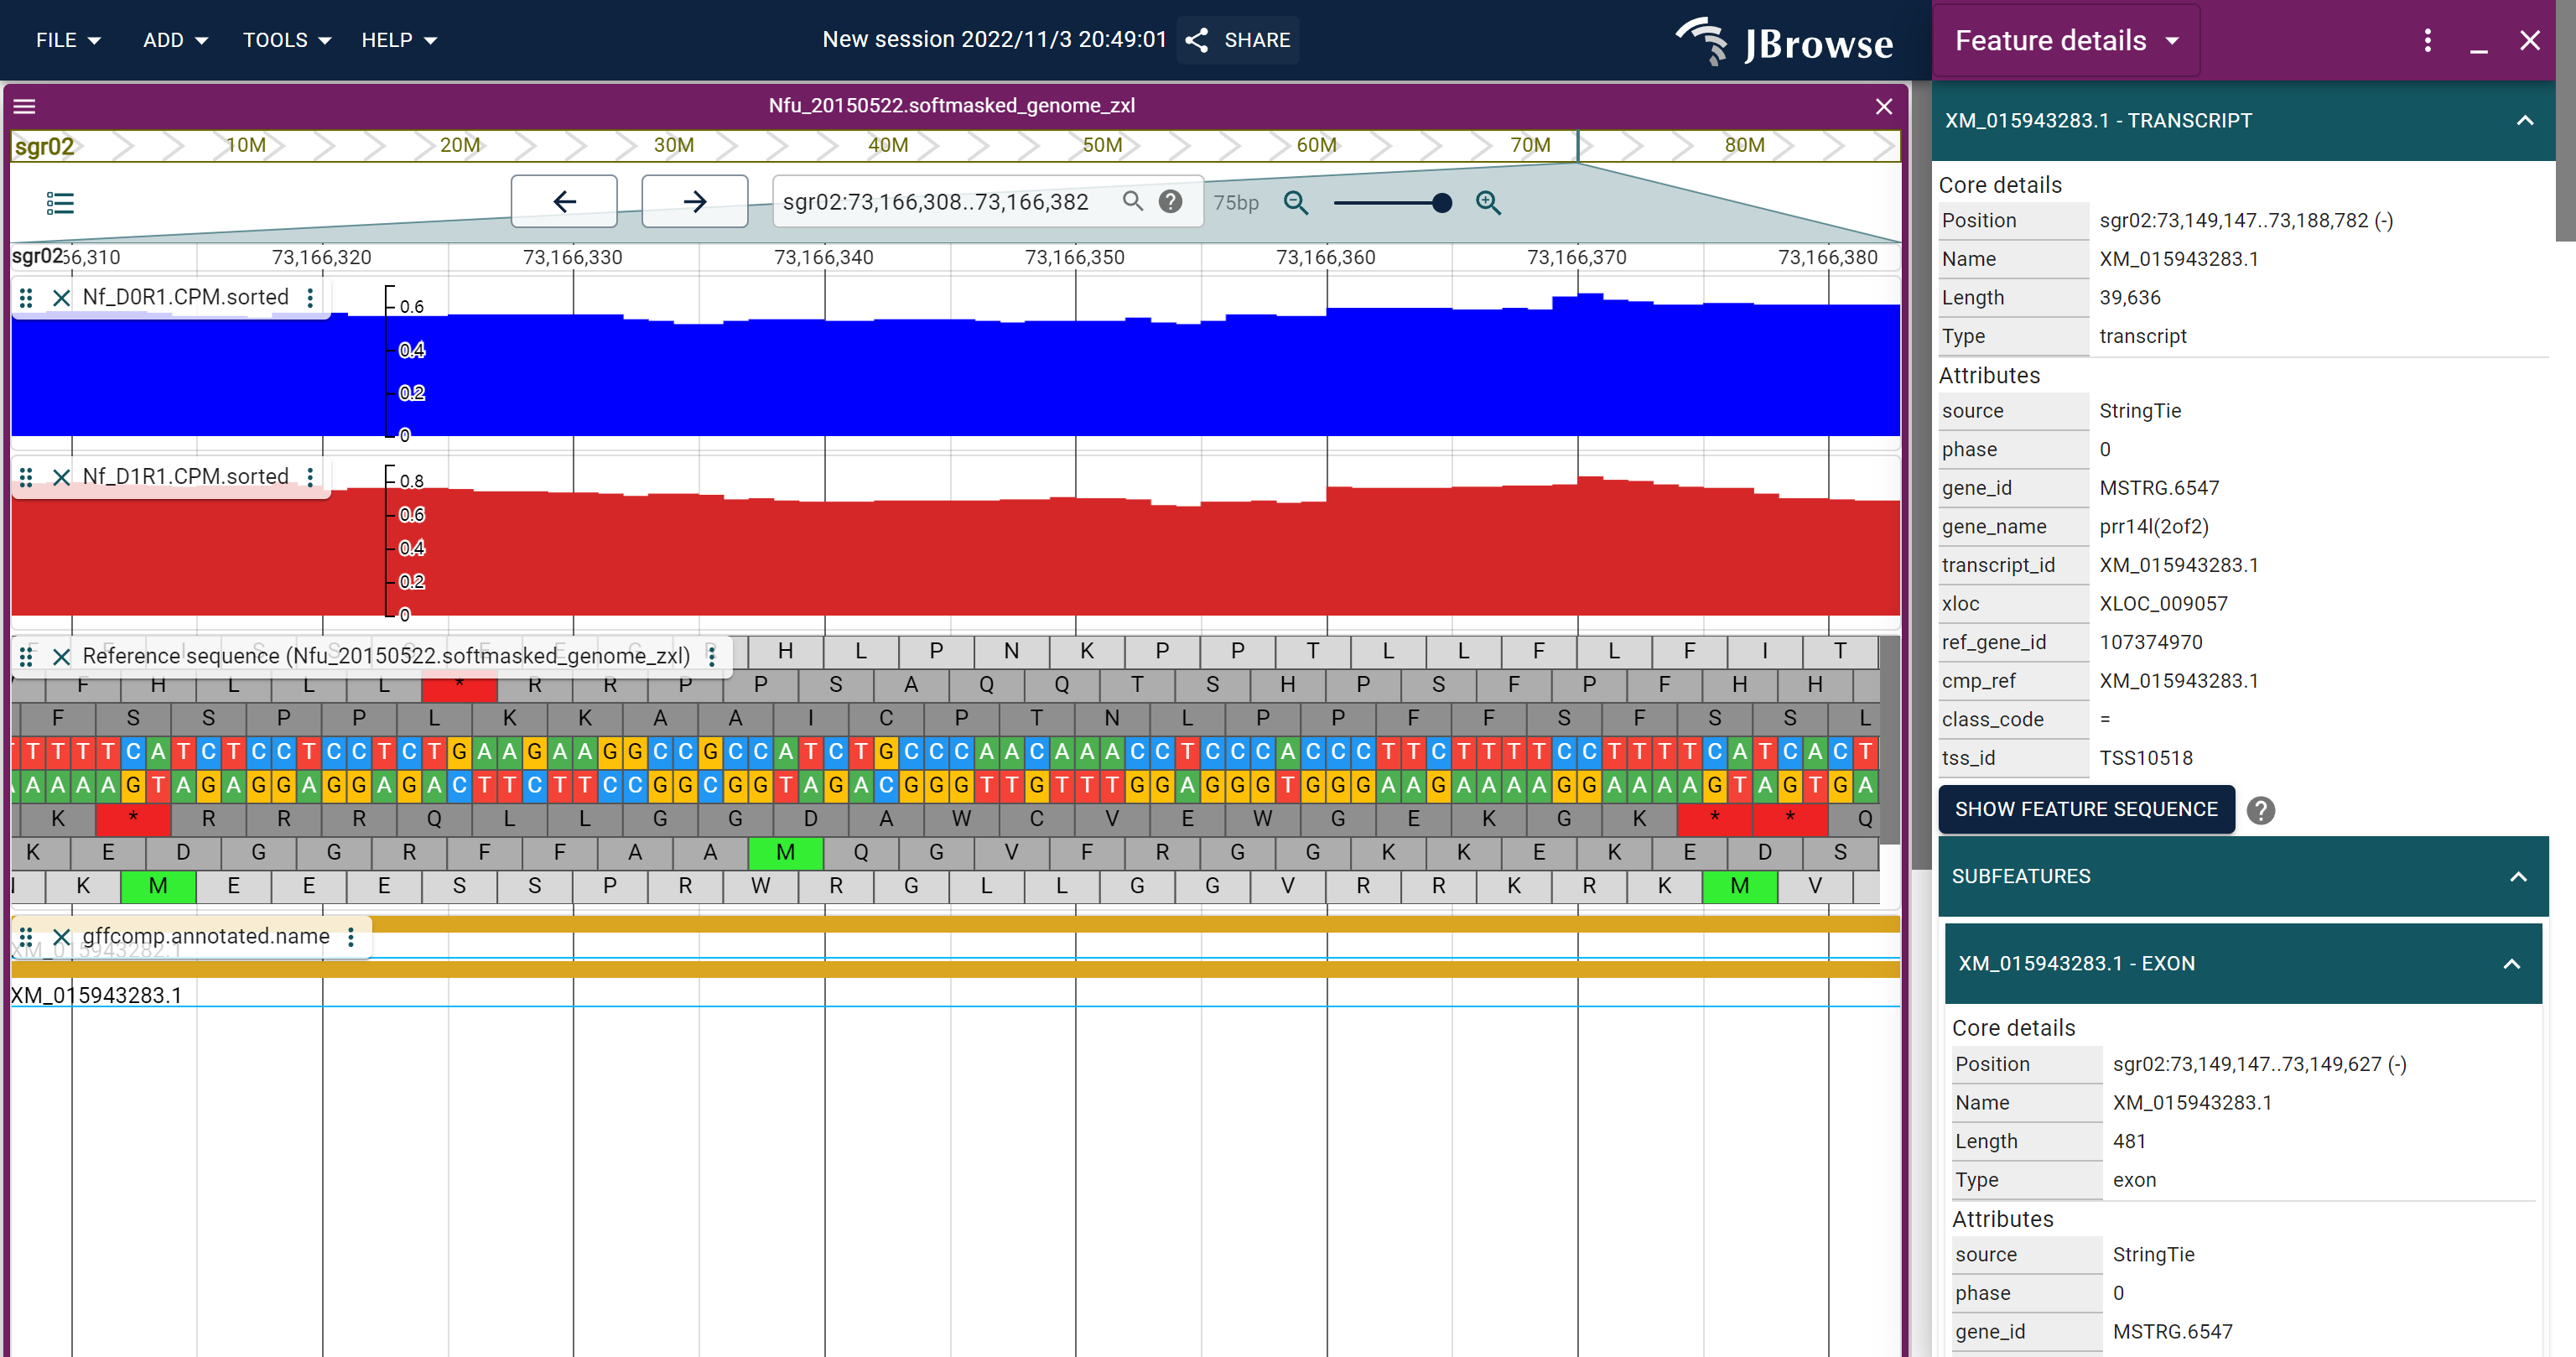 FILE ADD TOOLS HELP New session 2022/11/3 20:49:01 SHARE JBrowse
Nfu_20150522.softmasked_genome_zxl
sgr02 10M 20M 30M 40M 50M 60M 70M 80M
sgr02:73,166,308..73,166,382 75bp
sgr02 66,310 73,166,320 73,166,330 73,166,340 73,166,350 73,166,360 73,166,370 73,166,380
Nf_D0R1.CPM.sorted
0.6
0.4
0.2
0
Nf_D1R1.CPM.sorted
0.8
0.6
0.4
0.2
0
Reference sequence (Nfu_20150522.softmasked_genome_zxl) H L P N K P P T L L F L F I T
F H L L L * R R P P S A Q Q T S H P S F P F H H
F S S P P L K K A A I C P T N L P P F F S F S S L
T T T T C A T C T C C T C C T C T G A A G A A G G C C G C C A T C T G C C C A A C A A A C C T C C C A C C C T T C T T T T C C T T T T C A T C A C T
A A A A G T A G A G G A G G A G A C T T C T T C C G G C G G T A G A C G G G T T G T T T G G A G G G T G G G A A G A A A A G G A A A A G T A G T G A
K * R R R Q L L G G D A W C V E W G E K G K * * Q
K E D G G R F F A A M Q G V F R G G K K E K E D S
K M E E E S S P R W R G L L G G V R R K R K M V
gffcomp.annotated.name
XM_015943282.1
XM_015943283.1
Feature details
XM_015943283.1 - TRANSCRIPT
Core details
Position sgr02:73,149,147..73,188,782 (-)
Name XM_015943283.1
Length 39,636
Type transcript
Attributes
source StringTie
phase 0
gene_id MSTRG.6547
gene_name prr14l(2of2)
transcript_id XM_015943283.1
xloc XLOC_009057
ref_gene_id 107374970
cmp_ref XM_015943283.1
class_code =
tss_id TSS10518
SHOW FEATURE SEQUENCE
SUBFEATURES
XM_015943283.1 - EXON
Core details
Position sgr02:73,149,147..73,149,627 (-)
Name XM_015943283.1
Length 481
Type exon
Attributes
source StringTie
phase 0
gene_id MSTRG.6547